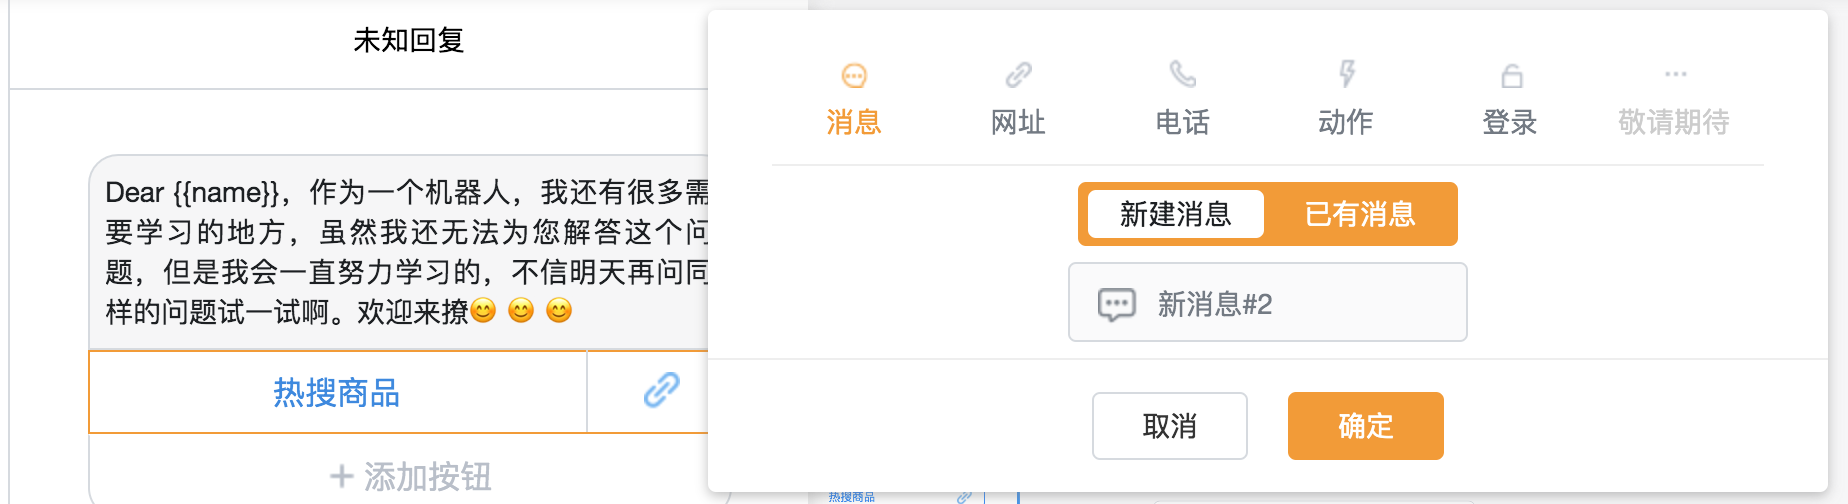 未知回复
Dear {{name}}，作为一个机器人，我还有很多需
要学习的地方，虽然我还无法为您解答这个问
题，但是我会一直努力学习的，不信明天再问同
样的问题试一试啊。欢迎来撩😊 😊 😊
热搜商品
+ 添加按钮
消息 网址 电话 动作 登录 敬请期待
新建消息 已有消息
新消息#2
取消 确定
热搜商品